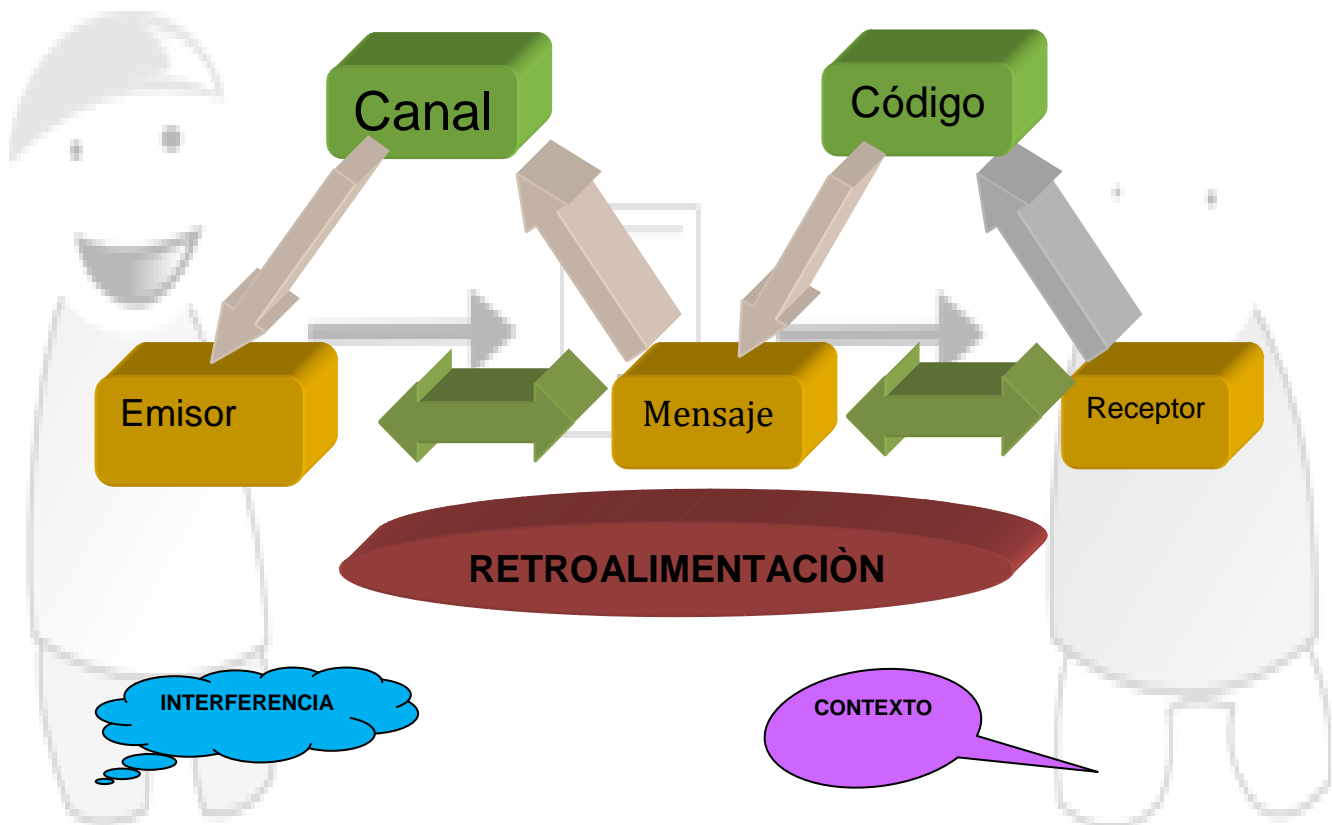 Canal
Código
Emisor
Mensaje
Receptor
RETROALIMENTACIÒN
INTERFERENCIA
CONTEXTO